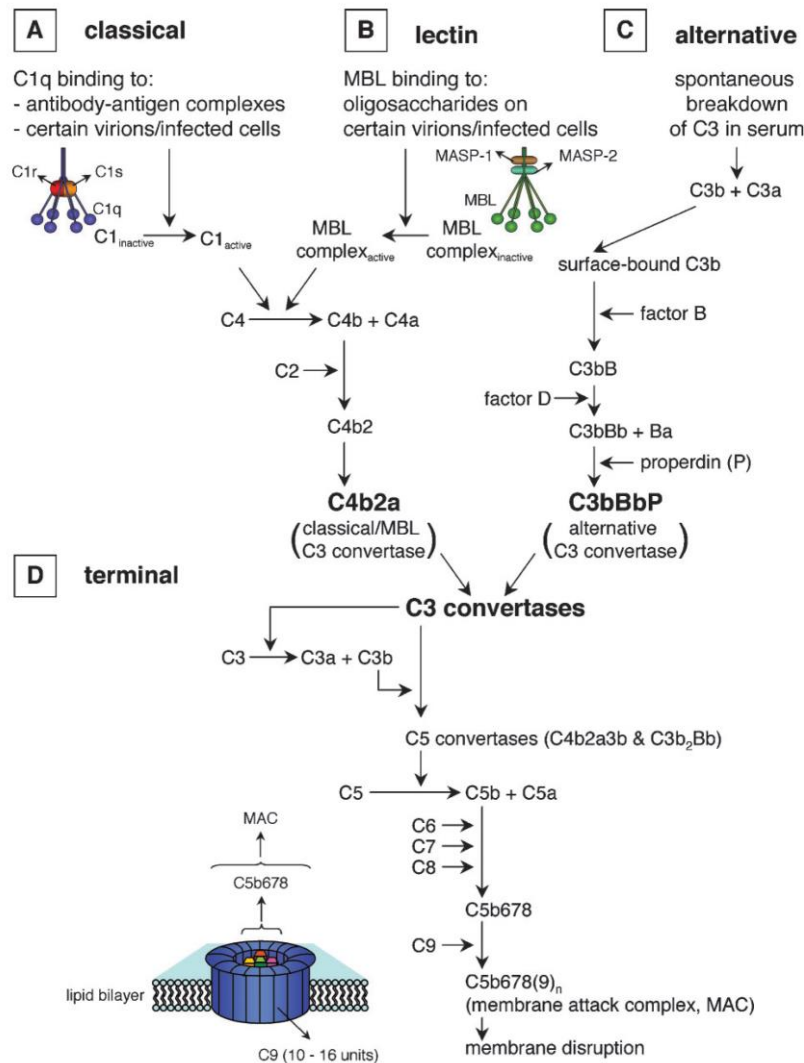 A classical
C1q binding to:
- antibody-antigen complexes
- certain virions/infected cells
C1r
C1s
C1q
C1inactive
C1active
B lectin
MBL binding to:
oligosaccharides on
certain virions/infected cells
MASP-1
MASP-2
MBL
MBL
complexactive
MBL
complexinactive
C4
C4b + C4a
C2
C4b2
C4b2a
(classical/MBL
C3 convertase)
C alternative
spontaneous
breakdown
of C3 in serum
C3b + C3a
surface-bound C3b
factor B
C3bB
factor D
C3bBb + Ba
properdin (P)
C3bBbP
(alternative
C3 convertase)
D terminal
C3 convertases
C3
C3a + C3b
C5 convertases (C4b2a3b & C3b2Bb)
C5
C5b + C5a
C6
C7
C8
C5b678
C9
C5b678(9)n
(membrane attack complex, MAC)
membrane disruption
MAC
C5b678
lipid bilayer
C9 (10 - 16 units)